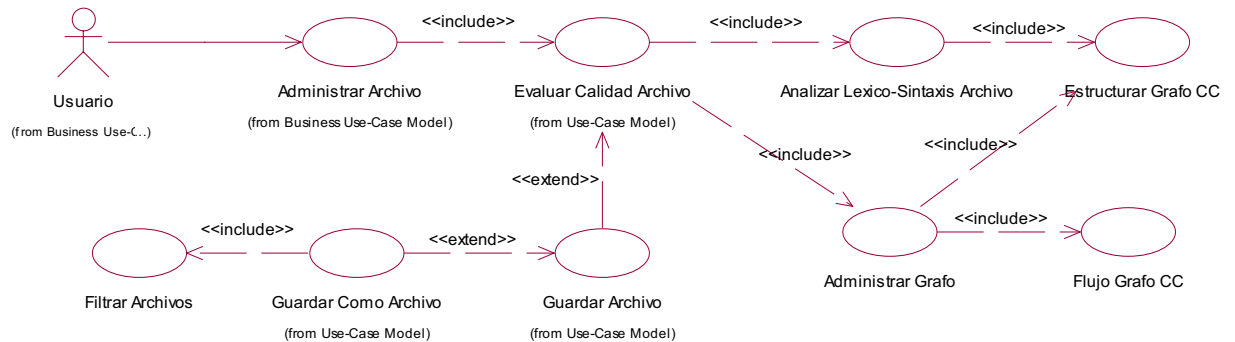 <<include>>
<<include>>
<<include>>
Usuario
(from Business Use-C...)
Administrar Archivo
(from Business Use-Case Model)
Evaluar Calidad Archivo
(from Use-Case Model)
Analizar Lexico-Sintaxis Archivo
Estructurar Grafo CC
<<include>>
<<include>>
<<extend>>
<<include>>
<<extend>>
<<include>>
Filtrar Archivos
Guardar Como Archivo
(from Use-Case Model)
Guardar Archivo
(from Use-Case Model)
Administrar Grafo
Flujo Grafo CC